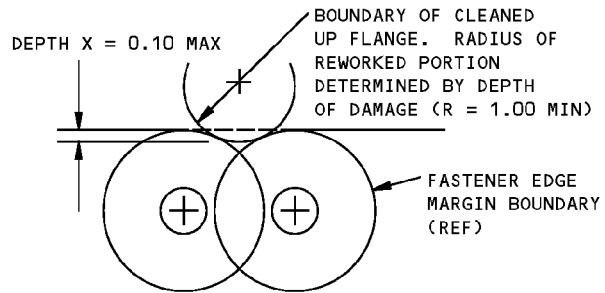 BOUNDARY OF CLEANED
UP FLANGE. RADIUS OF
REWORKED PORTION
DETERMINED BY DEPTH
OF DAMAGE (R = 1.00 MIN)
DEPTH X = 0.10 MAX
FASTENER EDGE
MARGIN BOUNDARY
(REF)